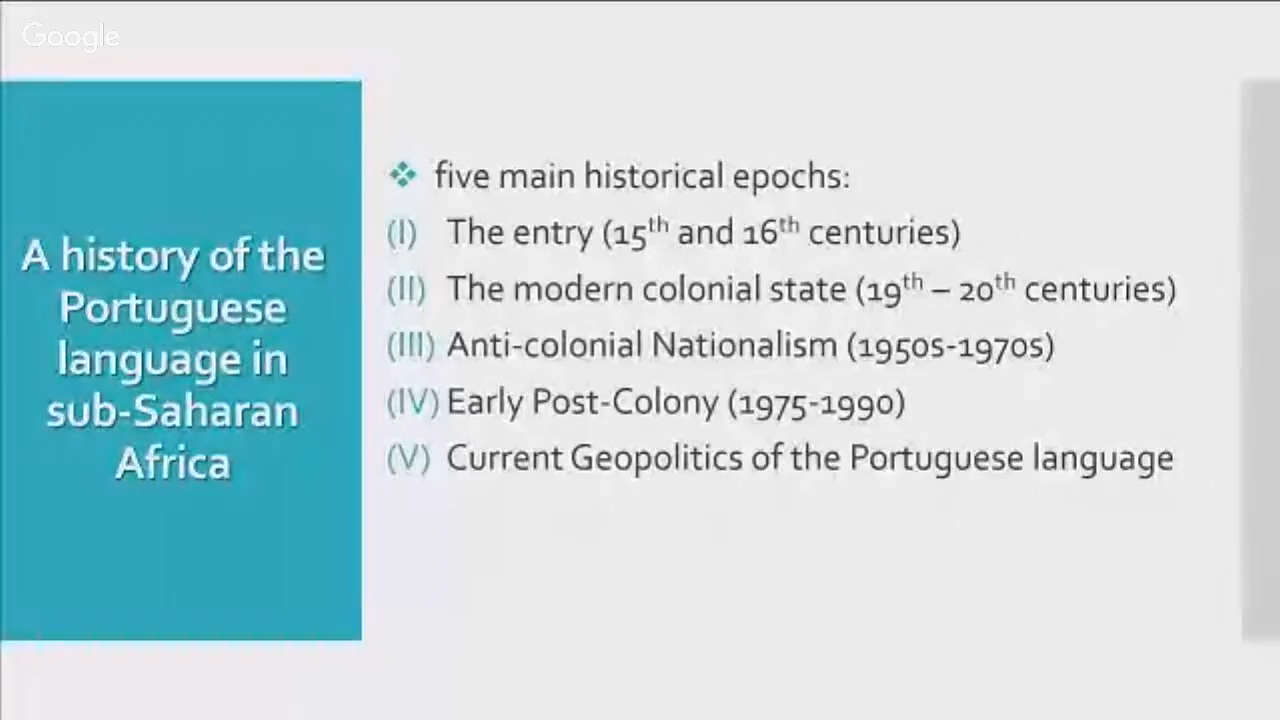 Google
A history of the
Portuguese
language in
sub-Saharan
Africa
❖ five main historical epochs:
(I) The entry (15th and 16th centuries)
(II) The modern colonial state (19th – 20th centuries)
(III) Anti-colonial Nationalism (1950s-1970s)
(IV) Early Post-Colony (1975-1990)
(V) Current Geopolitics of the Portuguese language